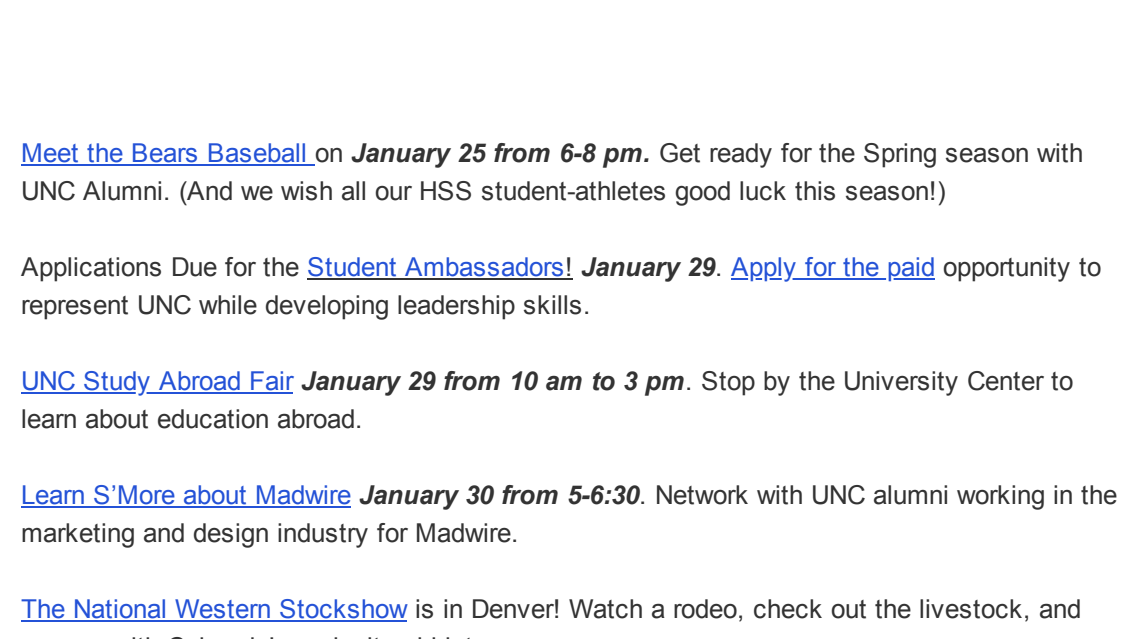 Meet the Bears Baseball on January 25 from 6-8 pm. Get ready for the Spring season with
UNC Alumni. (And we wish all our HSS student-athletes good luck this season!)
Applications Due for the Student Ambassadors! January 29. Apply for the paid opportunity to
represent UNC while developing leadership skills.
UNC Study Abroad Fair January 29 from 10 am to 3 pm. Stop by the University Center to
learn about education abroad.
Learn S’More about Madwire January 30 from 5-6:30. Network with UNC alumni working in the
marketing and design industry for Madwire.
The National Western Stockshow is in Denver! Watch a rodeo, check out the livestock, and